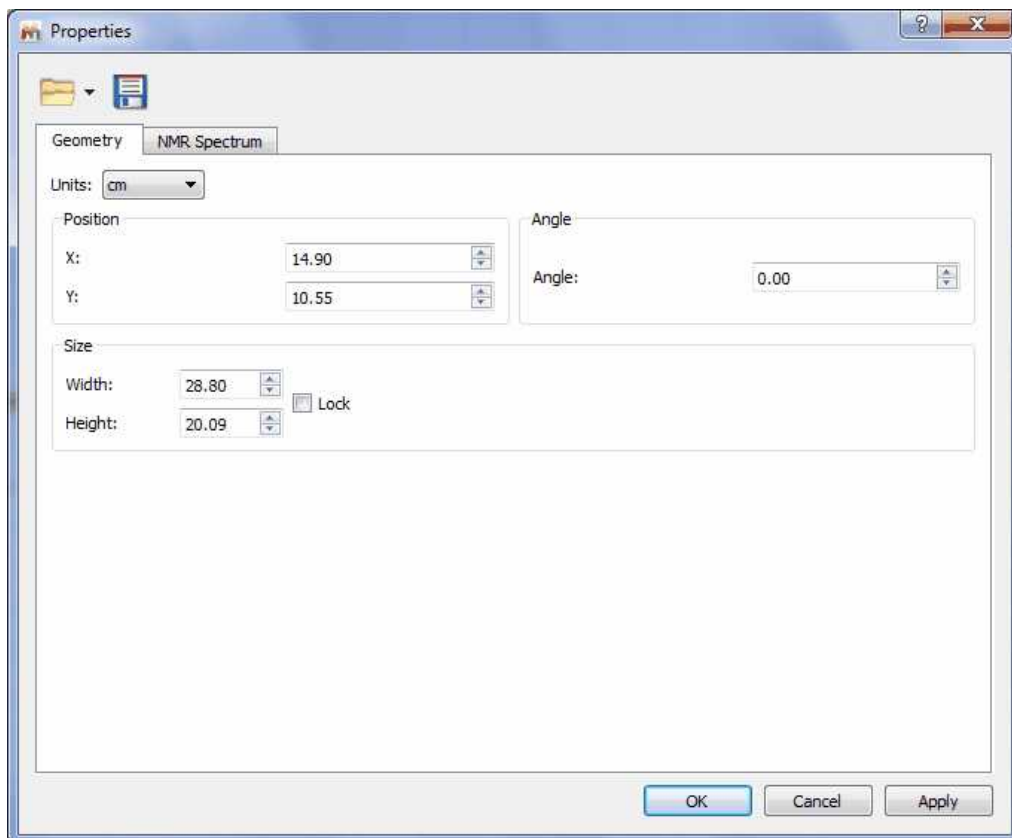 Properties
Geometry NMR Spectrum
Units: cm
Position
X: 14.90
Y: 10.55
Angle
Angle: 0.00
Size
Width: 28.80
Height: 20.09
Lock
OK Cancel Apply